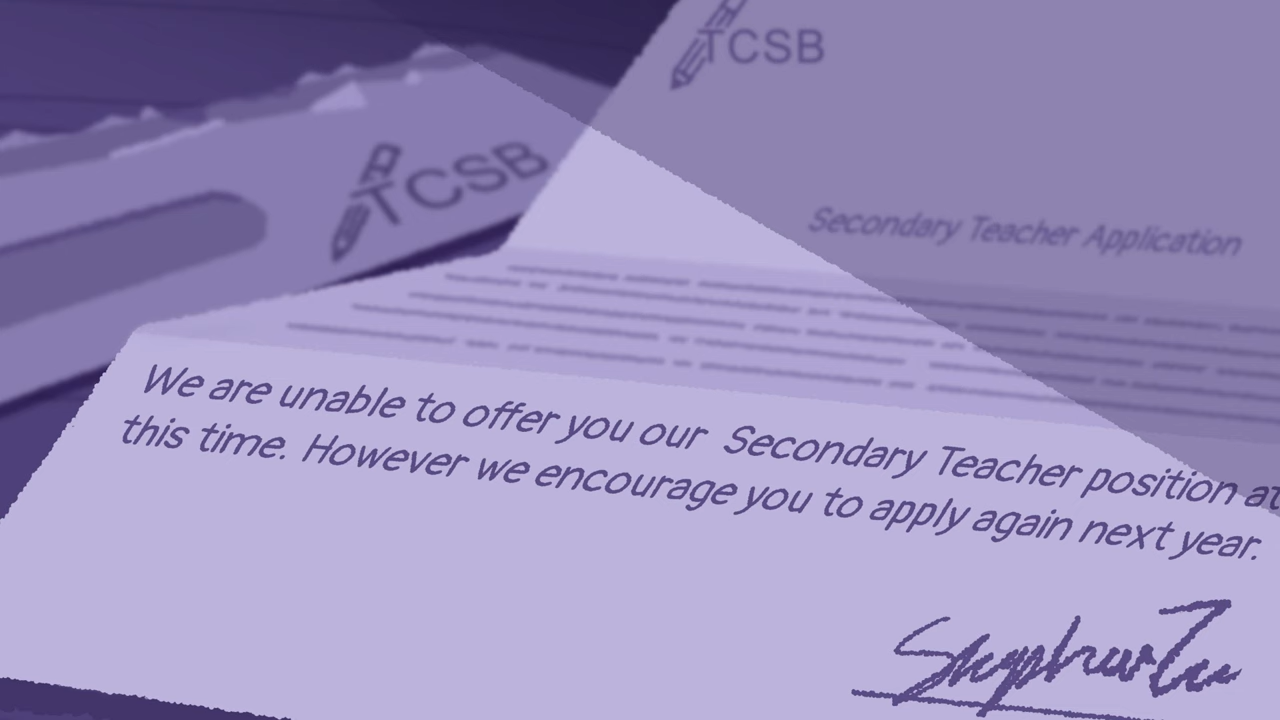 TCSB
TCSB
Secondary Teacher Application
We are unable to offer you our Secondary Teacher position at
this time. However we encourage you to apply again next year.